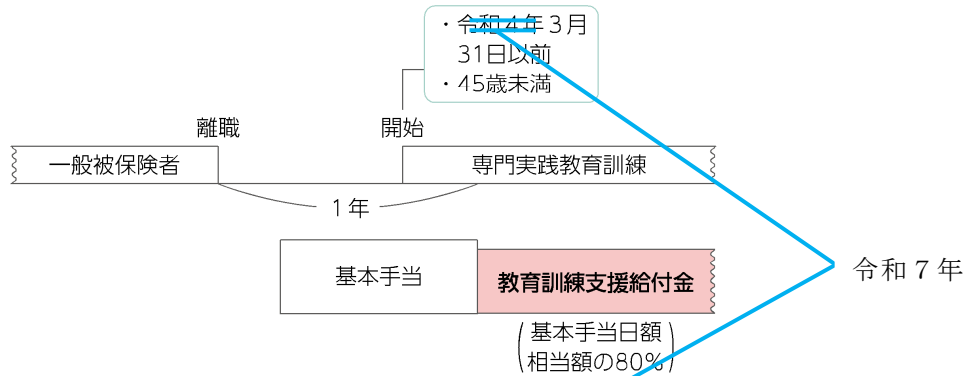 ・令和４年３月
31日以前
・45歳未満
離職
開始
一般被保険者
専門実践教育訓練
１年
令和７年
基本手当
教育訓練支援給付金
(基本手当日額
相当額の80％)